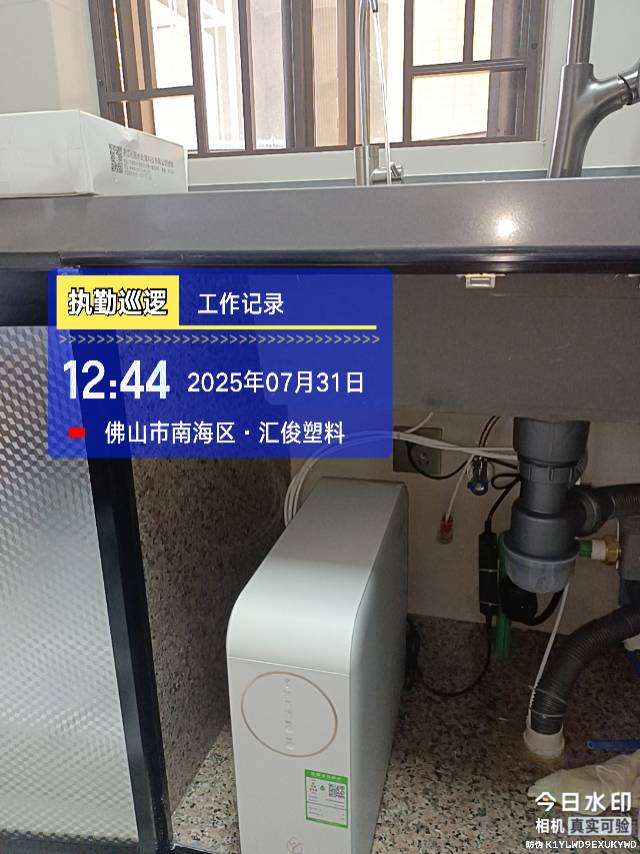 执勤巡逻 工作记录
12:44 2025年07月31日
佛山市南海区·汇俊塑料
今日水印
相机 真实可验
防伪 K1YLWD9EXUKYWD